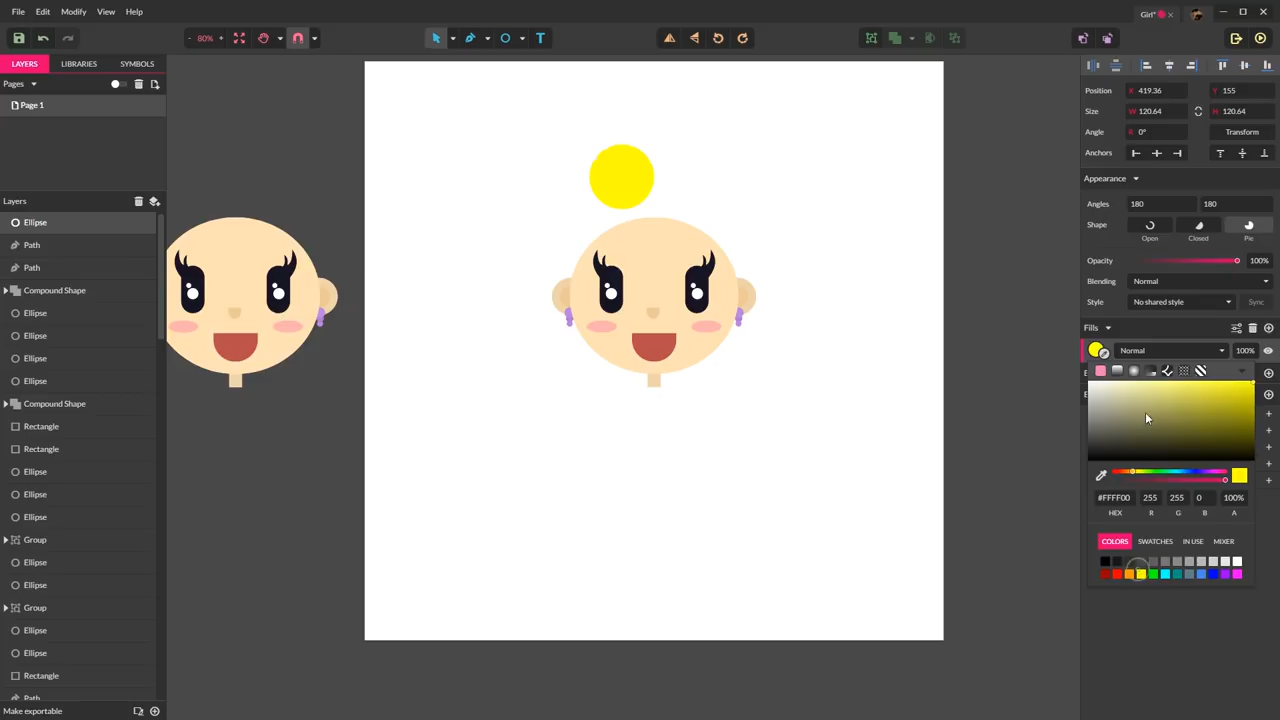 File Edit Modify View Help
Girl*
- 80% +
LAYERS LIBRARIES SYMBOLS
Pages
Page 1
Layers
Ellipse
Path
Path
Compound Shape
Ellipse
Ellipse
Ellipse
Ellipse
Compound Shape
Rectangle
Rectangle
Ellipse
Ellipse
Ellipse
Group
Ellipse
Ellipse
Group
Ellipse
Ellipse
Rectangle
Path
Make exportable
Position X 419.36 Y 155
Size W 120.64 H 120.64
Angle R 0° Transform
Anchors
Appearance
Angles 180 180
Shape
Open Closed Pie
Opacity 100%
Blending Normal
Style No shared style Sync
Fills
Normal 100%
#FFFF00 255 255 0 100%
HEX R G B A
COLORS SWATCHES IN USE MIXER